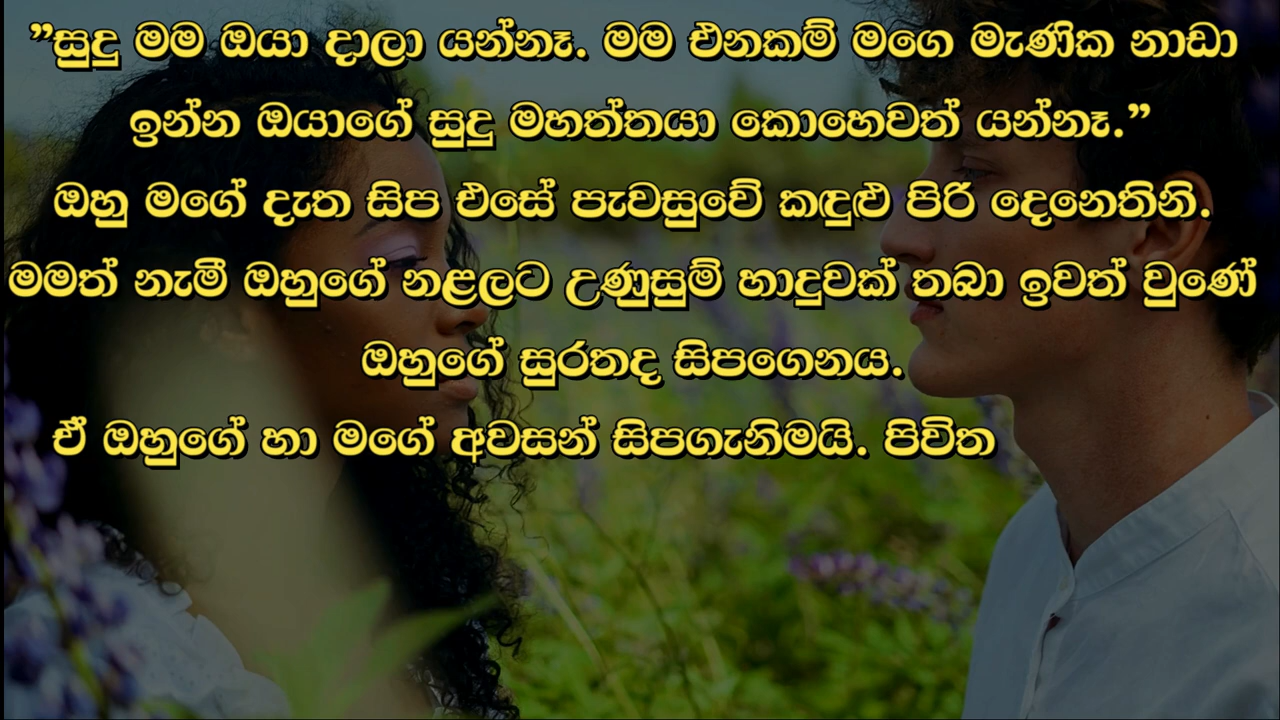 ”සුදු මම ඔයා දාලා යන්නෑ. මම එනකම් මගෙ මැණික නාඩා
ඉන්න ඔයාගේ සුදු මහත්තයා කොහෙවත් යන්නෑ.”
ඔහු මගේ දෑත සිප එසේ පැවසුවේ කඳුළු පිරි දෙනෙතිනි.
මමත් නැමී ඔහුගේ නළලට උණුසුම් හාදුවක් තබා ඉවත් වුණේ
ඔහුගේ සුරතද සිපගෙනය.
ඒ ඔහුගේ හා මගේ අවසන් සිපගැනිමයි. පිවිත